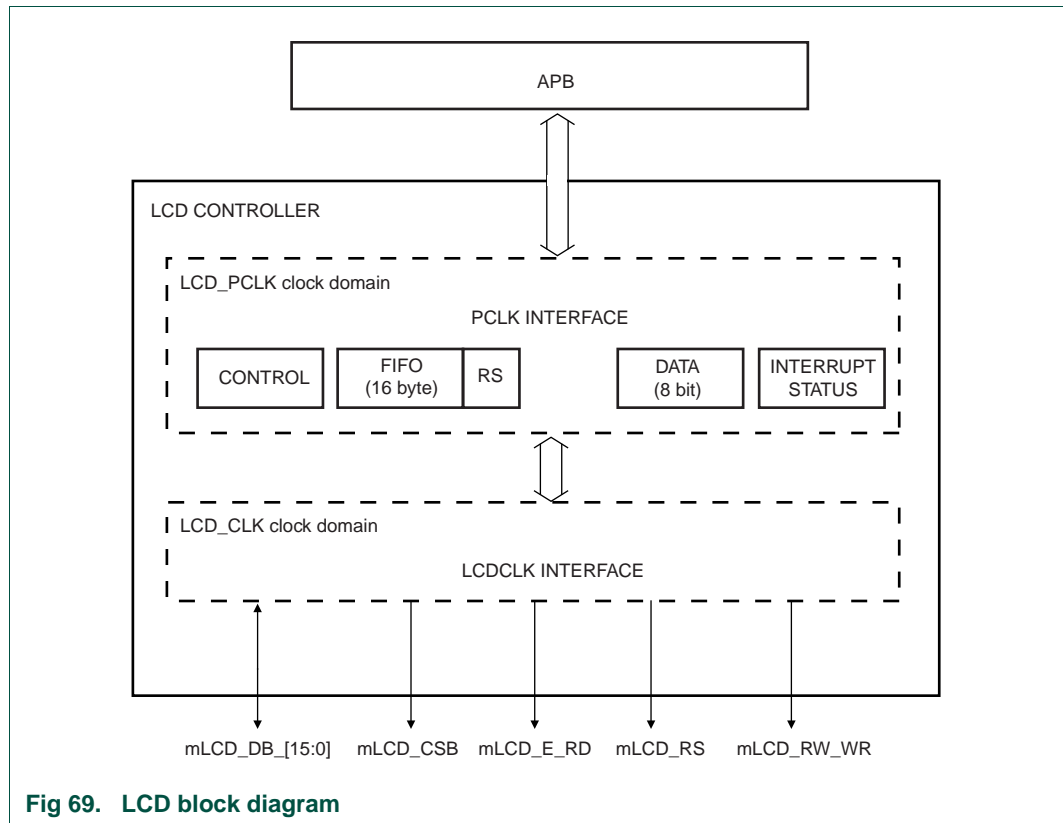 APB
LCD CONTROLLER
LCD_PCLK clock domain
PCLK INTERFACE
CONTROL
FIFO
(16 byte)
RS
DATA
(8 bit)
INTERRUPT
STATUS
LCD_CLK clock domain
LCDCLK INTERFACE
mLCD_DB_[15:0]
mLCD_CSB
mLCD_E_RD
mLCD_RS
mLCD_RW_WR
Fig 69. LCD block diagram